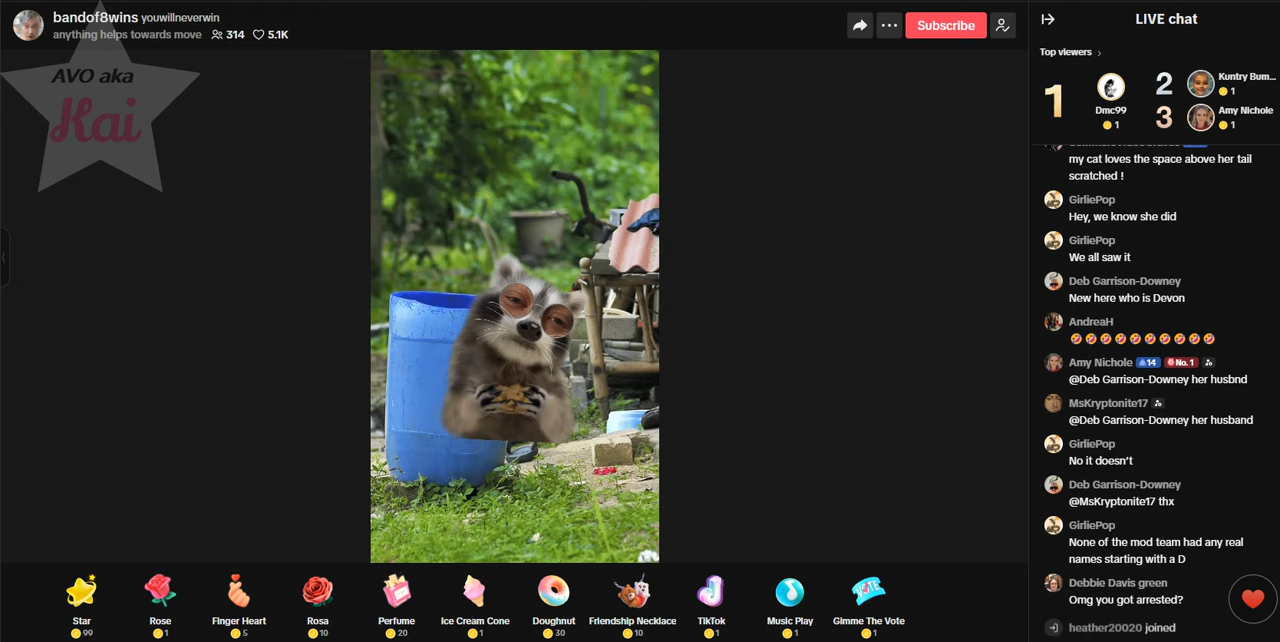 bandof8wins youwillneverwin
anything helps towards move 314 5.1K
Subscribe
AVO aka
Kai
LIVE chat
Top viewers
1 Dmc99 1
2 Kuntry Bum... 1
3 Amy Nichole 1
my cat loves the space above her tail
scratched !
GirliePop
Hey, we know she did
GirliePop
We all saw it
Deb Garrison-Downey
New here who is Devon
AndreaH
Amy Nichole 14 No. 1
@Deb Garrison-Downey her husbnd
MsKryptonite17
@Deb Garrison-Downey her husband
GirliePop
No it doesn't
Deb Garrison-Downey
@MsKryptonite17 thx
GirliePop
None of the mod team had any real
names starting with a D
Debbie Davis green
Omg you got arrested?
heather20020 joined
Star
99
Rose
1
Finger Heart
5
Rosa
10
Perfume
20
Ice Cream Cone
1
Doughnut
30
Friendship Necklace
10
TikTok
1
Music Play
1
VOTE
Gimme The Vote
1